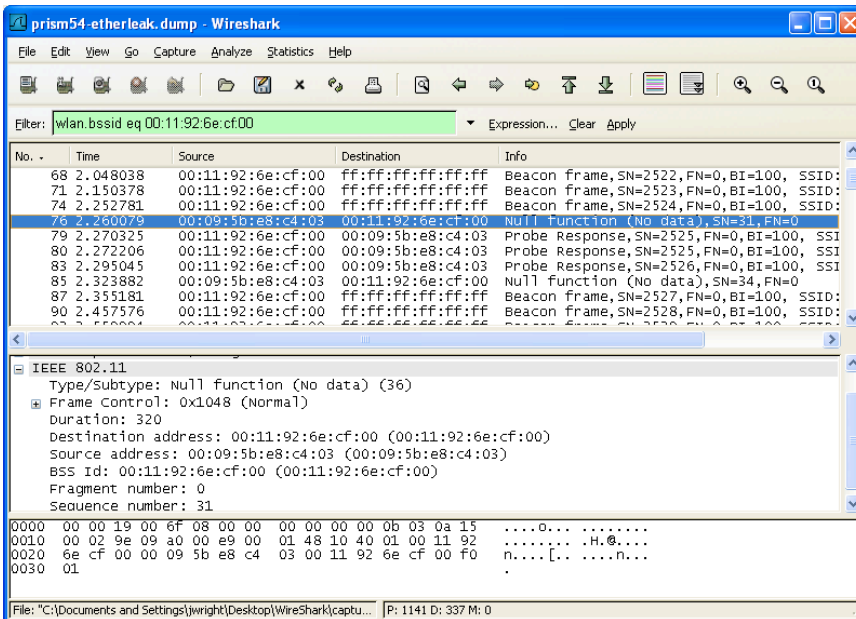 prism54-etherleak.dump - Wireshark
File Edit View Go Capture Analyze Statistics Help
Filter: wlan.bssid eq 00:11:92:6e:cf:00 Expression... Clear Apply
No. Time Source Destination Info
68 2.048038 00:11:92:6e:cf:00 ff:ff:ff:ff:ff:ff Beacon frame,SN=2522,FN=0,BI=100, SSID:
71 2.150378 00:11:92:6e:cf:00 ff:ff:ff:ff:ff:ff Beacon frame,SN=2523,FN=0,BI=100, SSID:
74 2.252781 00:11:92:6e:cf:00 ff:ff:ff:ff:ff:ff Beacon frame,SN=2524,FN=0,BI=100, SSID:
76 2.260079 00:09:5b:e8:c4:03 00:11:92:6e:cf:00 Null function (No data),SN=31,FN=0
79 2.270325 00:11:92:6e:cf:00 00:09:5b:e8:c4:03 Probe Response,SN=2525,FN=0,BI=100, SSI
80 2.272206 00:11:92:6e:cf:00 00:09:5b:e8:c4:03 Probe Response,SN=2525,FN=0,BI=100, SSI
83 2.295045 00:11:92:6e:cf:00 00:09:5b:e8:c4:03 Probe Response,SN=2526,FN=0,BI=100, SSI
85 2.323882 00:09:5b:e8:c4:03 00:11:92:6e:cf:00 Null function (No data),SN=34,FN=0
87 2.355181 00:11:92:6e:cf:00 ff:ff:ff:ff:ff:ff Beacon frame,SN=2527,FN=0,BI=100, SSID:
90 2.457576 00:11:92:6e:cf:00 ff:ff:ff:ff:ff:ff Beacon frame,SN=2528,FN=0,BI=100, SSID:
IEEE 802.11
Type/Subtype: Null function (No data) (36)
Frame Control: 0x1048 (Normal)
Duration: 320
Destination address: 00:11:92:6e:cf:00 (00:11:92:6e:cf:00)
Source address: 00:09:5b:e8:c4:03 (00:09:5b:e8:c4:03)
BSS Id: 00:11:92:6e:cf:00 (00:11:92:6e:cf:00)
Fragment number: 0
Sequence number: 31
0000 00 00 19 00 6f 08 00 00 00 00 00 00 0b 03 0a 15 ....o... ........
0010 00 02 9e 09 a0 00 e9 00 01 48 10 40 01 00 11 92 ........ .H.@....
0020 6e cf 00 00 09 5b e8 c4 03 00 11 92 6e cf 00 f0 n....[.. ....n...
0030 01 .
File: "C:\Documents and Settings\jwright\Desktop\WireShark\captu... P: 1141 D: 337 M: 0